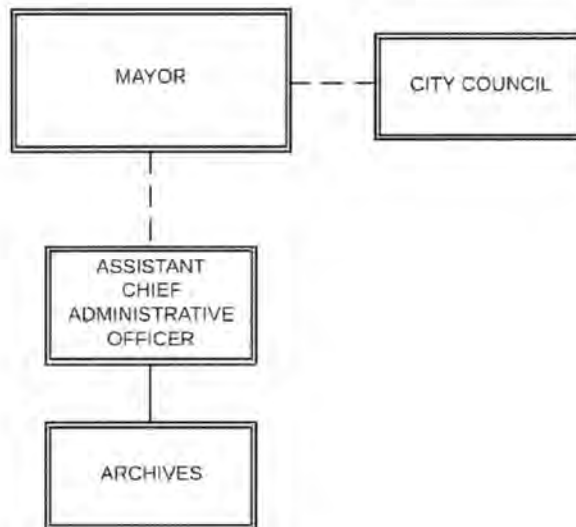 MAYOR
CITY COUNCIL
ASSISTANT
CHIEF
ADMINISTRATIVE
OFFICER
ARCHIVES